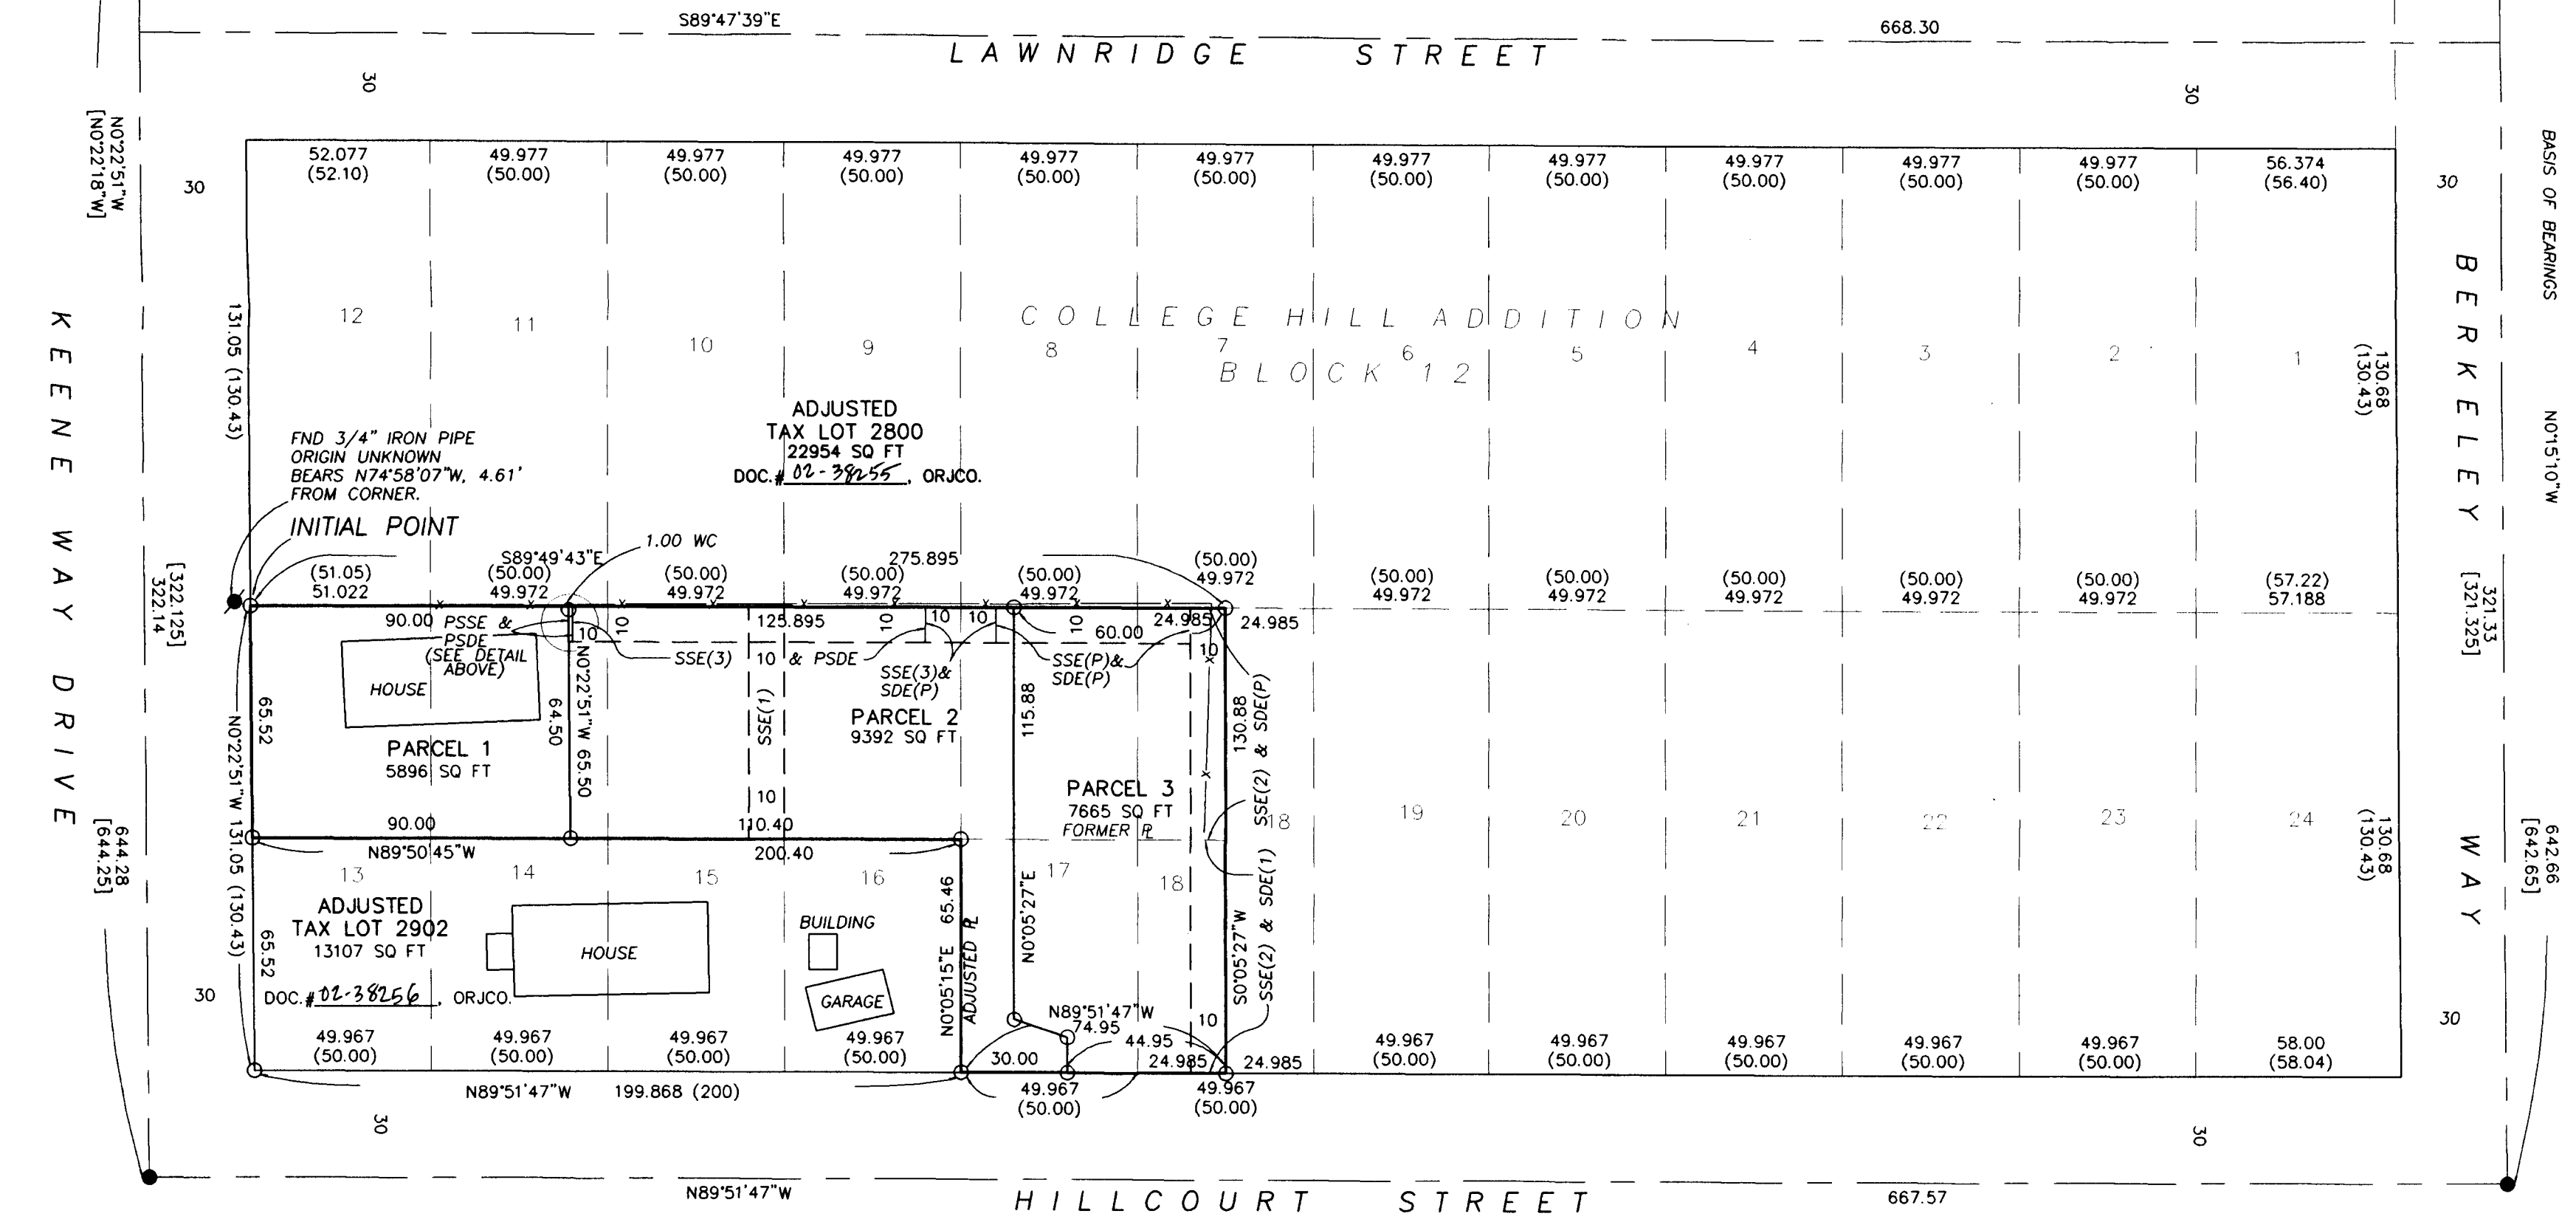 S89°47'39"E
668.30
LAWNRIDGE STREET
30
30
N0°22'51"W
[N0°22'18"W]
30
52.077
(52.10)
49.977
(50.00)
49.977
(50.00)
49.977
(50.00)
49.977
(50.00)
49.977
(50.00)
49.977
(50.00)
49.977
(50.00)
49.977
(50.00)
49.977
(50.00)
49.977
(50.00)
56.374
(56.40)
30
BASIS OF BEARINGS N0°15'10"W
KEENE WAY DRIVE
BERKELEY WAY
131.05 (130.43)
12
11
10
9
8
7
6
5
4
3
2
1
COLLEGE HILL ADDITION
BLOCK 12
130.68
(130.43)
ADJUSTED
TAX LOT 2800
22954 SQ FT
DOC.# 02-38255, ORJCO.
FND 3/4" IRON PIPE
ORIGIN UNKNOWN
BEARS N74°58'07"W, 4.61'
FROM CORNER.
INITIAL POINT
1.00 WC
S89°49'43"E
275.895
[322.125]
322.14
(51.05)
51.022
(50.00)
49.972
(50.00)
49.972
(50.00)
49.972
(50.00)
49.972
(50.00)
49.972
(50.00)
49.972
(50.00)
49.972
(50.00)
49.972
(50.00)
49.972
(50.00)
49.972
(57.22)
57.188
321.33
[321.325]
90.00
PSSE &
PSDE
(SEE DETAIL
ABOVE)
10
10
125.895
10
10
10
10
60.00
24.985
24.985
10
SSE(3)
10
& PSDE
SSE(3)&
SDE(P)
SSE(P)&
SDE(P)
HOUSE
65.52
64.50
N0°22'51"W 65.50
SSE(1)
PARCEL 2
9392 SQ FT
115.88
130.88
SSE(2) & SDE(P)
PARCEL 1
5896 SQ FT
PARCEL 3
7665 SQ FT
FORMER PL
10
90.00
110.40
N89°50'45"W
200.40
N0°22'51"W 131.05 (130.43)
644.28
[644.25]
13
14
15
16
17
18
18
19
20
21
22
23
24
130.68
(130.43)
642.66
[642.65]
ADJUSTED
TAX LOT 2902
13107 SQ FT
DOC.# 02-38256, ORJCO.
65.52
HOUSE
BUILDING
GARAGE
N0°05'15"E 65.46
ADJUSTED PL
N0°05'27"E
S0°05'27"W
SSE(2) & SDE(1)
N89°51'47"W
74.95
10
44.95
30.00
24.985
24.985
30
30
49.967
(50.00)
49.967
(50.00)
49.967
(50.00)
49.967
(50.00)
49.967
(50.00)
49.967
(50.00)
49.967
(50.00)
49.967
(50.00)
49.967
(50.00)
49.967
(50.00)
49.967
(50.00)
58.00
(58.04)
N89°51'47"W 199.868 (200)
30
30
N89°51'47"W
HILLCOURT STREET
667.57